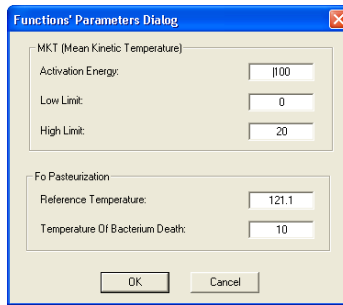 Functions' Parameters Dialog
MKT (Mean Kinetic Temperature)
Activation Energy: 100
Low Limit: 0
High Limit: 20
Fo Pasteurization
Reference Temperature: 121.1
Temperature Of Bacterium Death: 10
OK Cancel